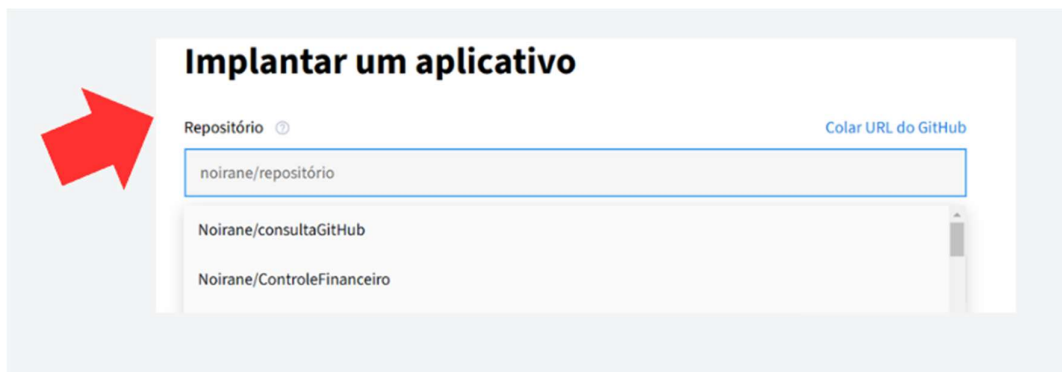 Implantar um aplicativo
Repositório Colar URL do GitHub
noirane/repositório
Noirane/consultaGitHub
Noirane/ControleFinanceiro